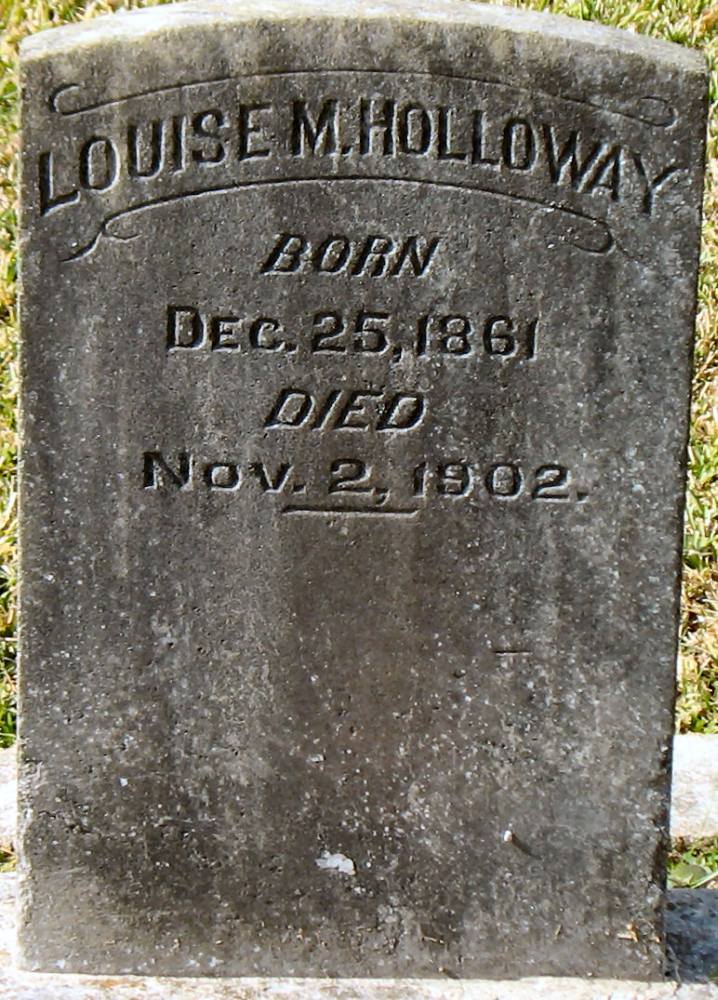 LOUISE M. HOLLOWAY
BORN
DEC. 25, 1861
DIED
NOV. 2, 1902.